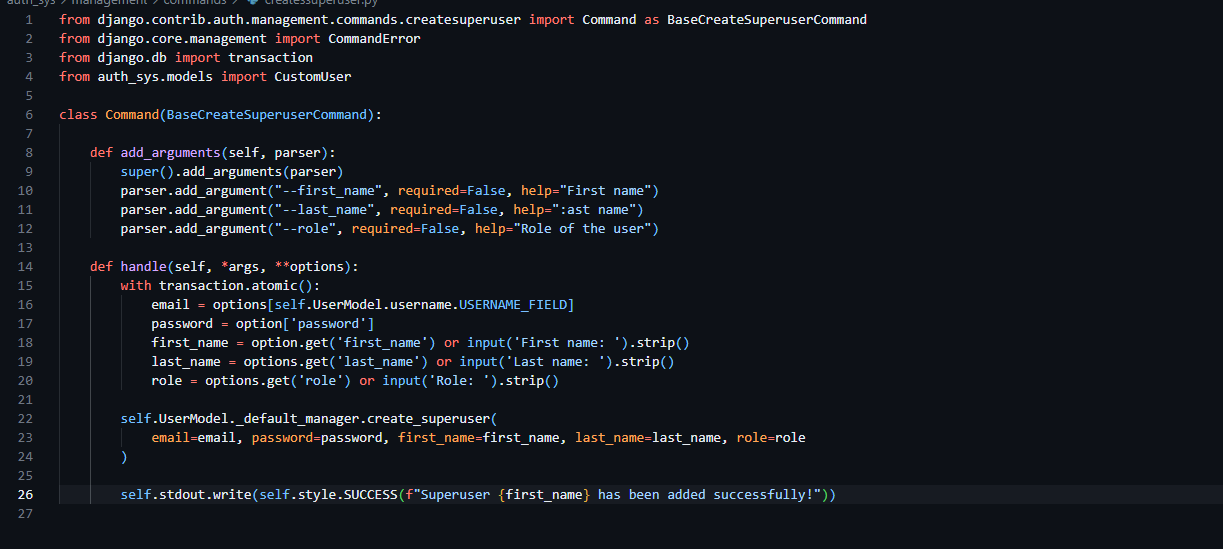 auth_sys > management > commands > createssuperuser.py
1 from django.contrib.auth.management.commands.createsuperuser import Command as BaseCreateSuperuserCommand
2 from django.core.management import CommandError
3 from django.db import transaction
4 from auth_sys.models import CustomUser
5
6 class Command(BaseCreateSuperuserCommand):
7
8 def add_arguments(self, parser):
9 super().add_arguments(parser)
10 parser.add_argument("--first_name", required=False, help="First name")
11 parser.add_argument("--last_name", required=False, help=":ast name")
12 parser.add_argument("--role", required=False, help="Role of the user")
13
14 def handle(self, *args, **options):
15 with transaction.atomic():
16 email = options[self.UserModel.username.USERNAME_FIELD]
17 password = option['password']
18 first_name = option.get('first_name') or input('First name: ').strip()
19 last_name = options.get('last_name') or input('Last name: ').strip()
20 role = options.get('role') or input('Role: ').strip()
21
22 self.UserModel._default_manager.create_superuser(
23 email=email, password=password, first_name=first_name, last_name=last_name, role=role
24 )
25
26 self.stdout.write(self.style.SUCCESS(f"Superuser {first_name} has been added successfully!"))
27